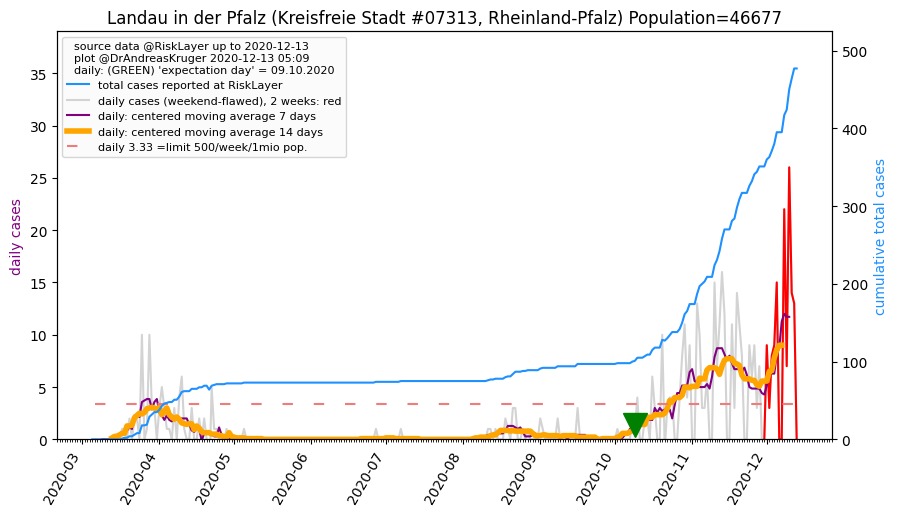 Landau in der Pfalz (Kreisfreie Stadt #07313, Rheinland-Pfalz) Population=46677
source data @RiskLayer up to 2020-12-13
plot @DrAndreasKruger 2020-12-13 05:09
daily: (GREEN) 'expectation day' = 09.10.2020
total cases reported at RiskLayer
daily cases (weekend-flawed), 2 weeks: red
daily: centered moving average 7 days
daily: centered moving average 14 days
daily 3.33 =limit 500/week/1mio pop.
daily cases
35
30
25
20
15
10
5
0
cumulative total cases
500
400
300
200
100
0
2020-03
2020-04
2020-05
2020-06
2020-07
2020-08
2020-09
2020-10
2020-11
2020-12